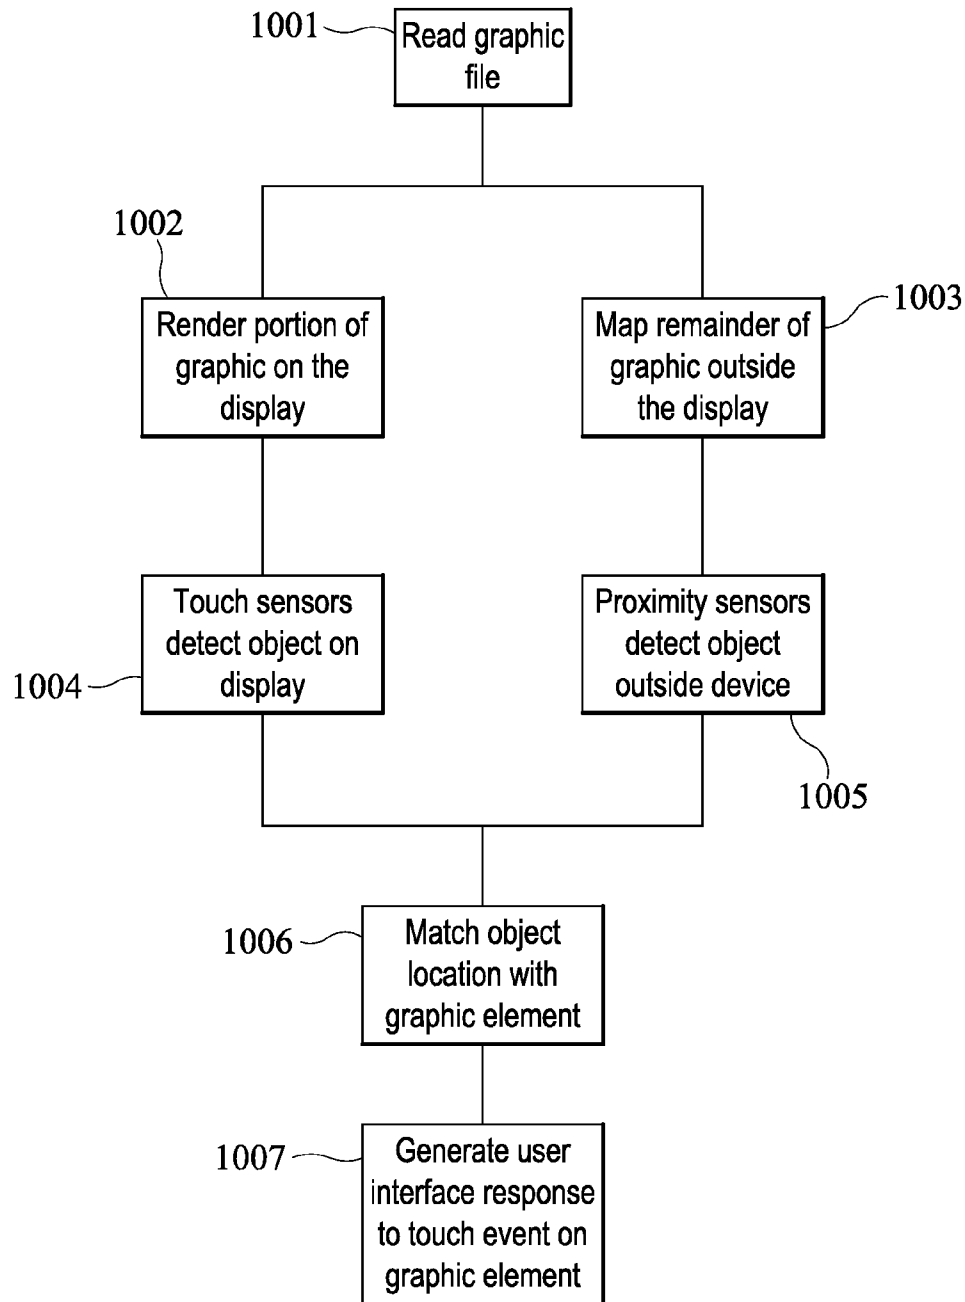 1001
Read graphic
file
1002
Render portion of
graphic on the
display
1003
Map remainder of
graphic outside
the display
1004
Touch sensors
detect object on
display
Proximity sensors
detect object
outside device
1005
1006
Match object
location with
graphic element
1007
Generate user
interface response
to touch event on
graphic element